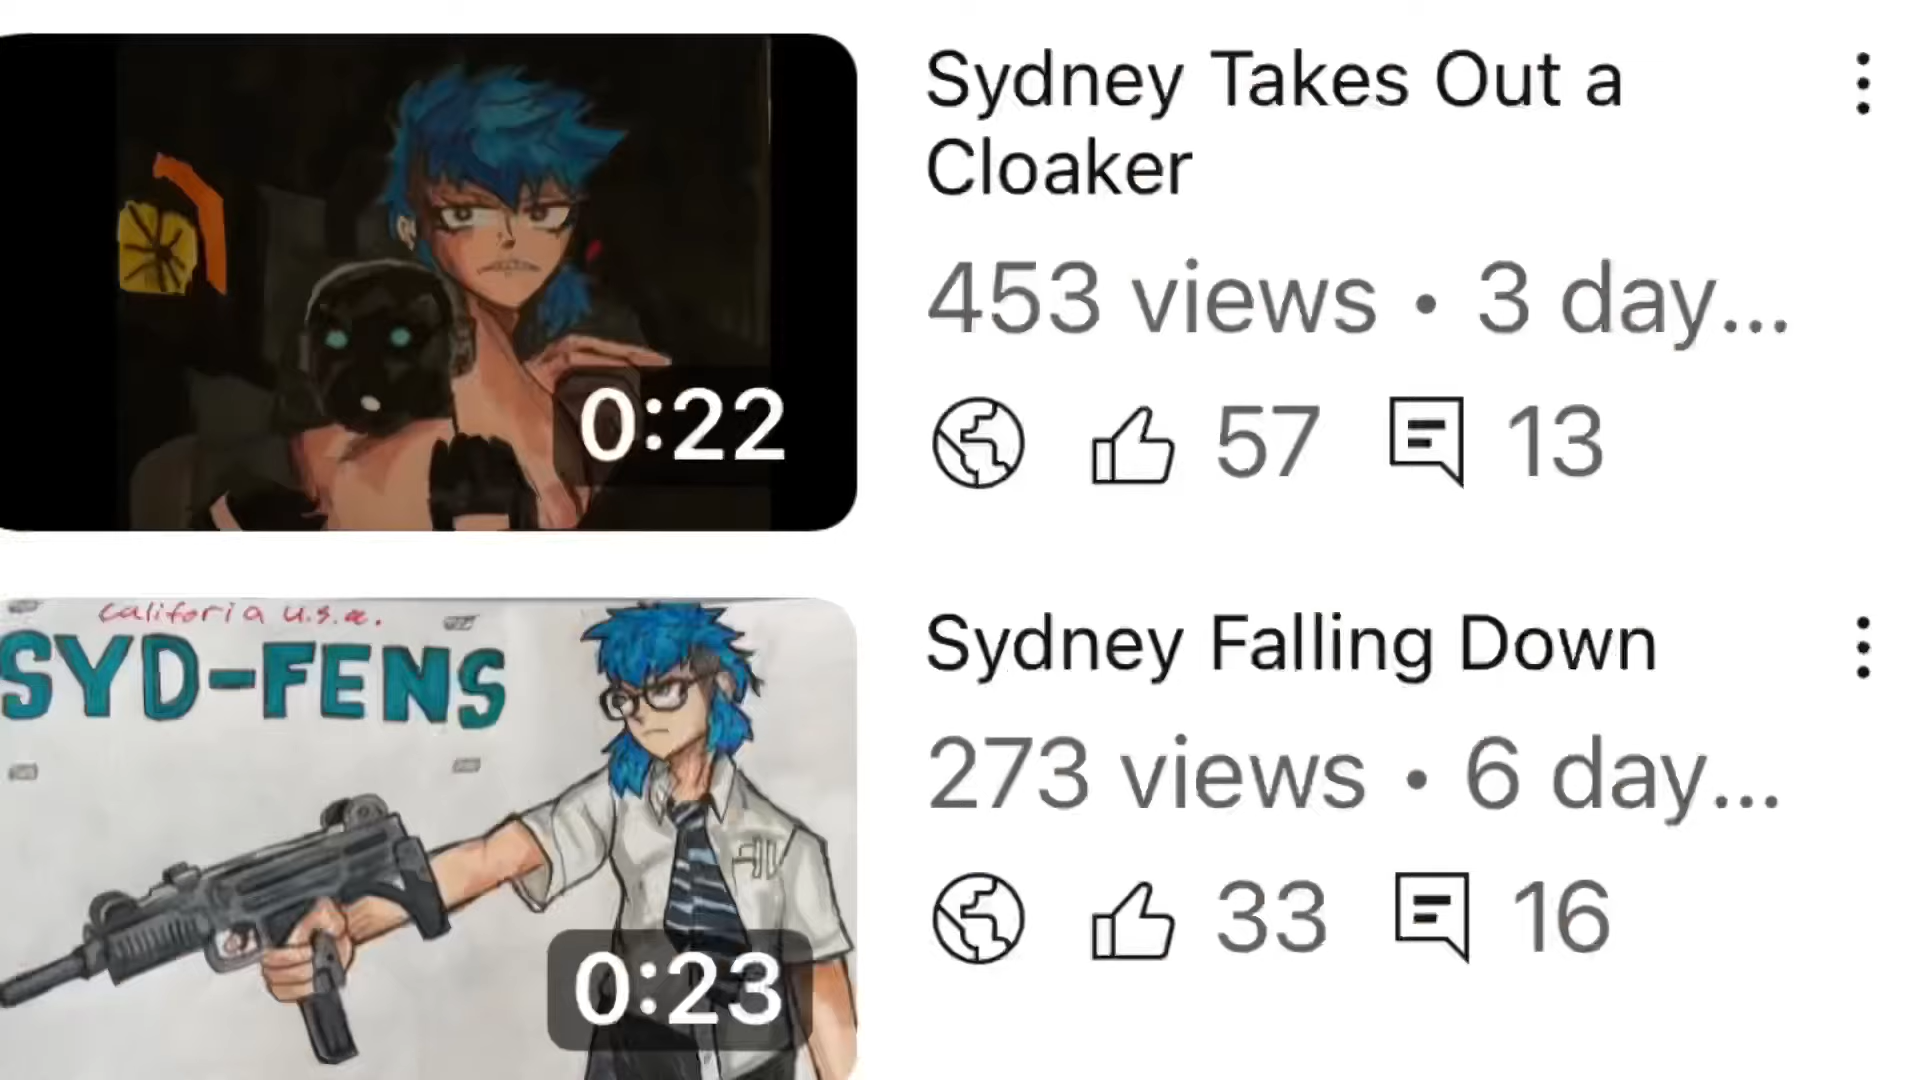 Sydney Takes Out a
Cloaker
453 views • 3 day...
57 13
0:22
califoria u.s.a.
SYD-FENS
Sydney Falling Down
273 views • 6 day...
33 16
0:23